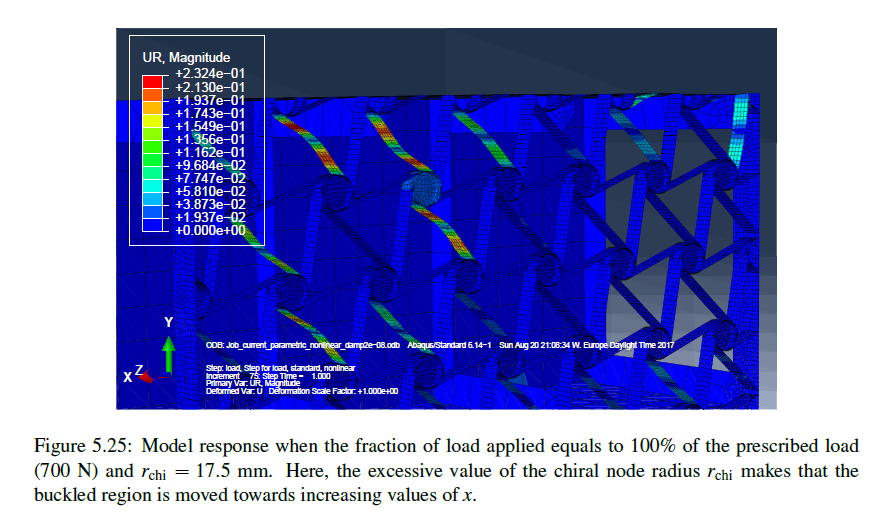 UR, Magnitude
+2.324e−01
+2.130e−01
+1.937e−01
+1.743e−01
+1.549e−01
+1.356e−01
+1.162e−01
+9.684e−02
+7.747e−02
+5.810e−02
+3.873e−02
+1.937e−02
+0.000e+00
Y
Z
X
ODB: Job_current_parametric_nonlinear_damp2e−08.odb Abaqus/Standard 6.14−1 Sun Aug 20 21:08:34 W. Europe Daylight Time 2017
Step: load, Step for load, standard, nonlinear
Increment 75: Step Time = 1.000
Primary Var: UR, Magnitude
Deformed Var: U Deformation Scale Factor: +1.000e+00
Figure 5.25: Model response when the fraction of load applied equals to 100% of the prescribed load
(700 N) and rchi = 17.5 mm. Here, the excessive value of the chiral node radius rchi makes that the
buckled region is moved towards increasing values of x.